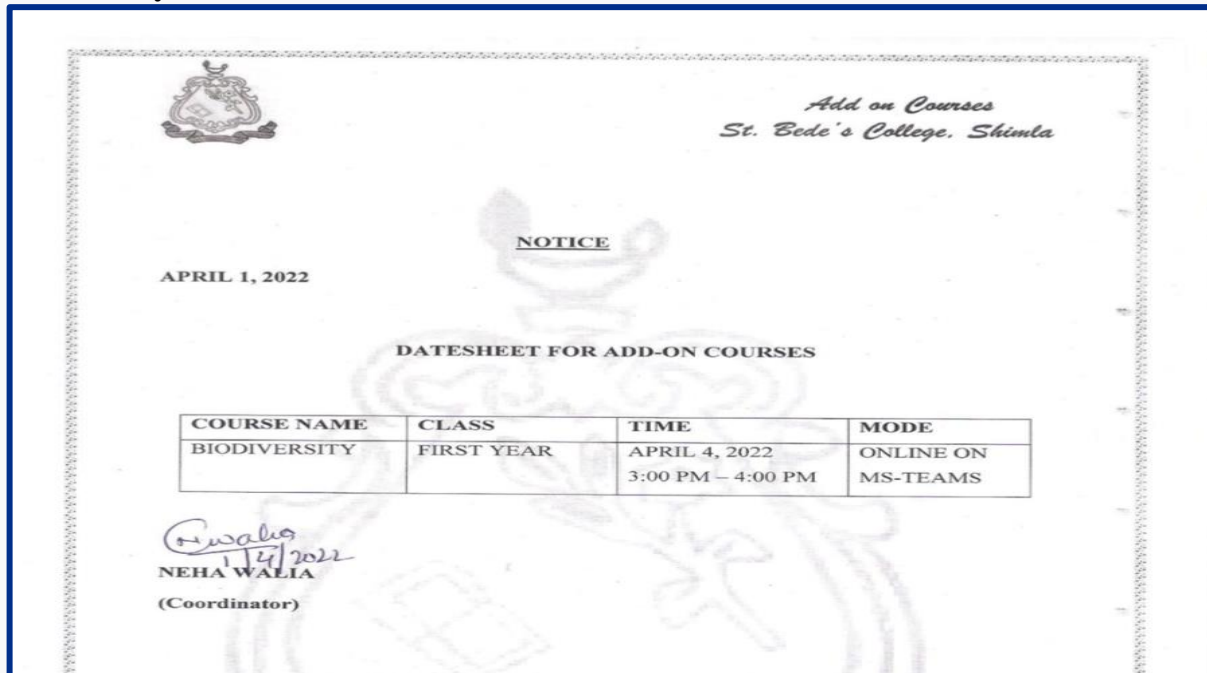 Add on Courses
St. Bede's College, Shimla
NOTICE
APRIL 1, 2022
DATESHEET FOR ADD-ON COURSES
COURSE NAME CLASS TIME MODE
BIODIVERSITY FIRST YEAR APRIL 4, 2022 ONLINE ON
3:00 PM – 4:00 PM MS-TEAMS
Nwalia
1/4/2022
NEHA WALIA
(Coordinator)